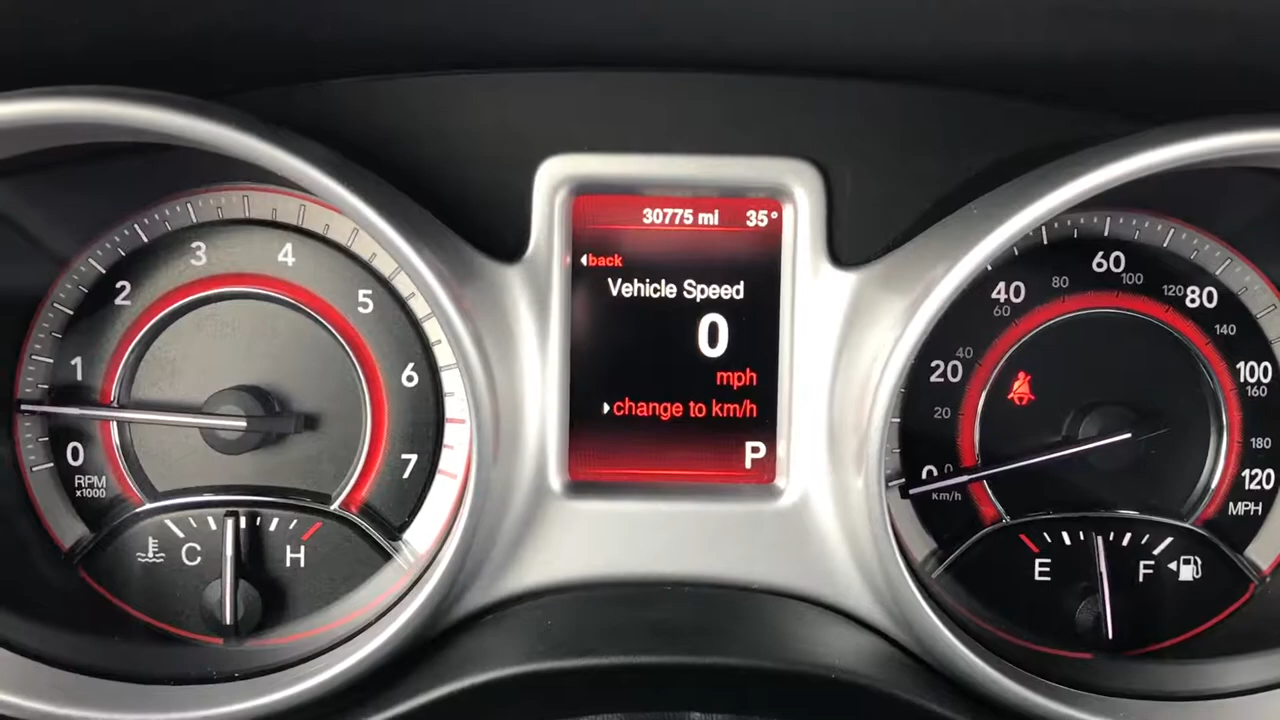 30775 mi 35°
back
Vehicle Speed
0
mph
change to km/h
P
0 1 2 3 4 5 6 7
RPM
x1000
C H
0 20 40 60 80 100 120
0 20 40 60 80 100 120 140 160 180
km/h
MPH
E F